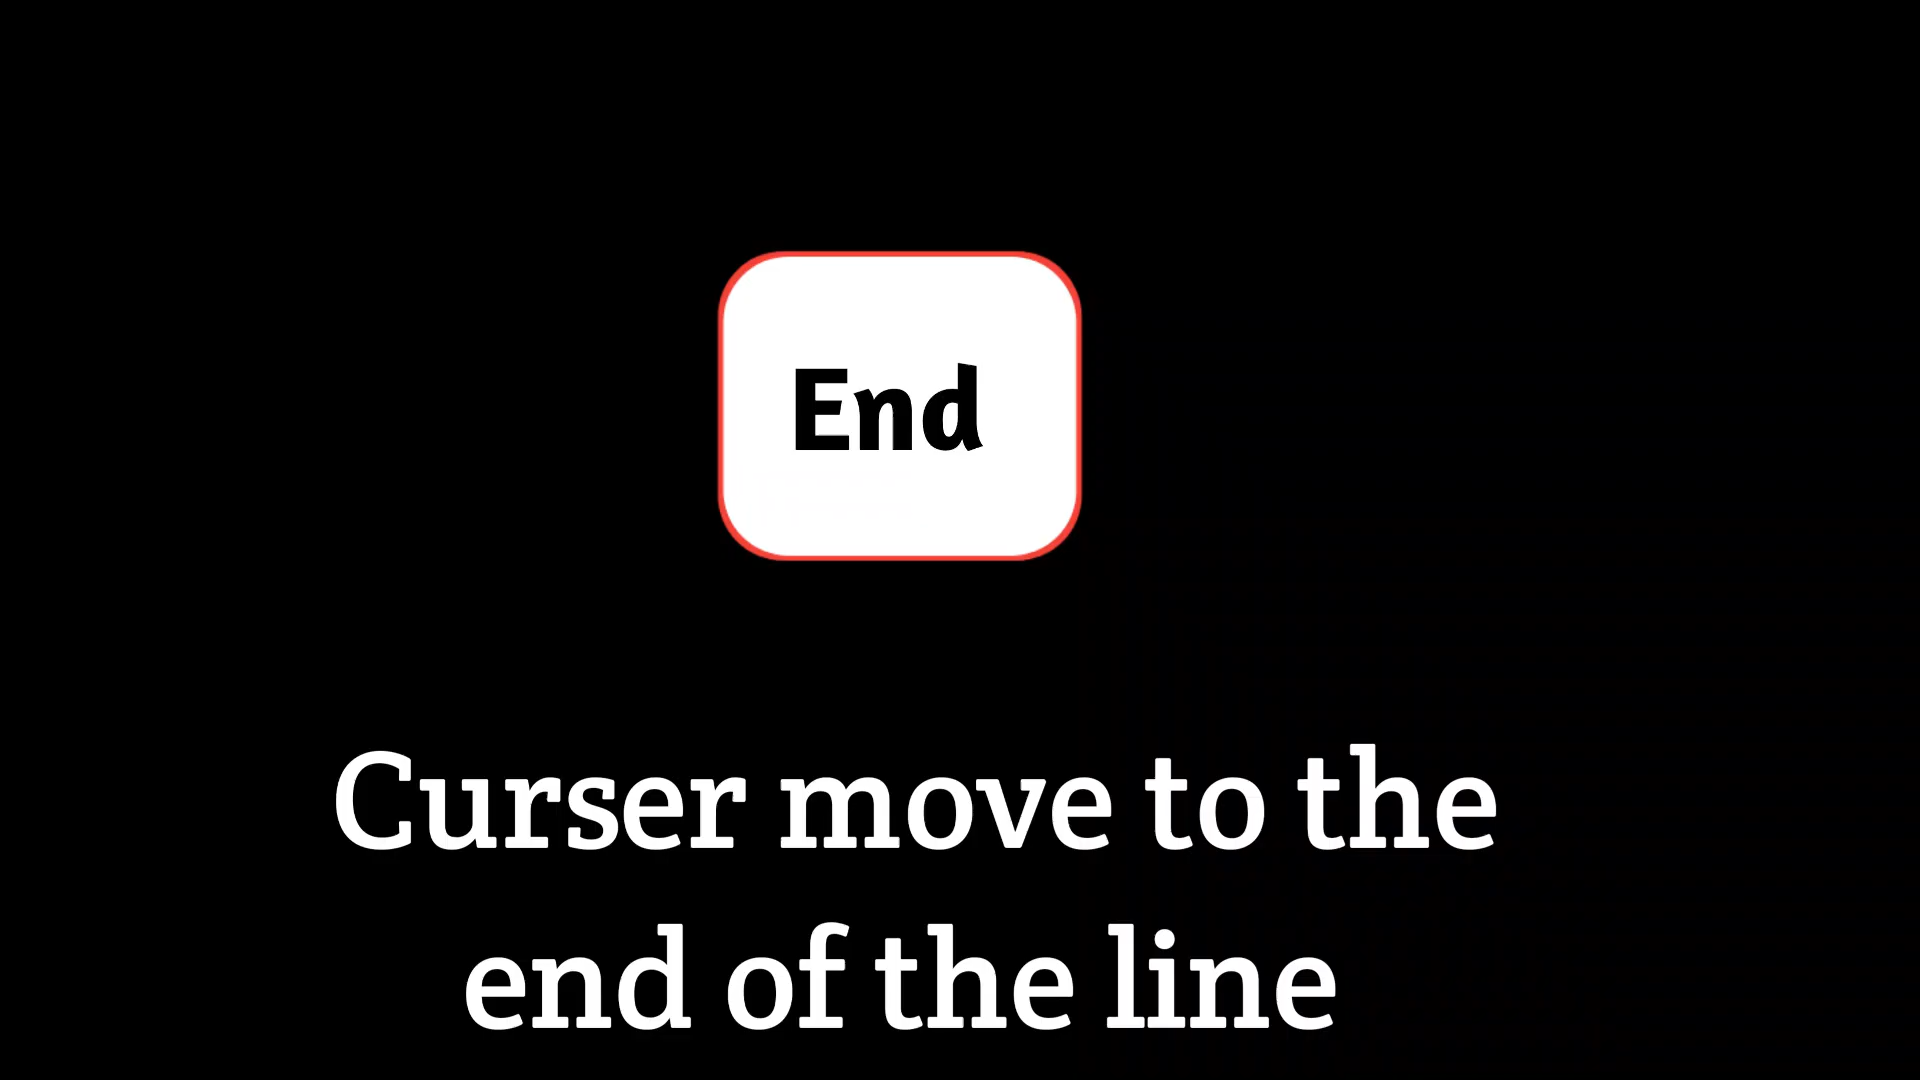 End
Curser move to the
end of the line